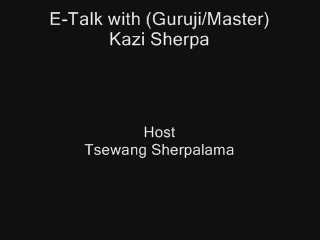 E-Talk with (Guruji/Master)
Kazi Sherpa
Host
Tsewang Sherpalama